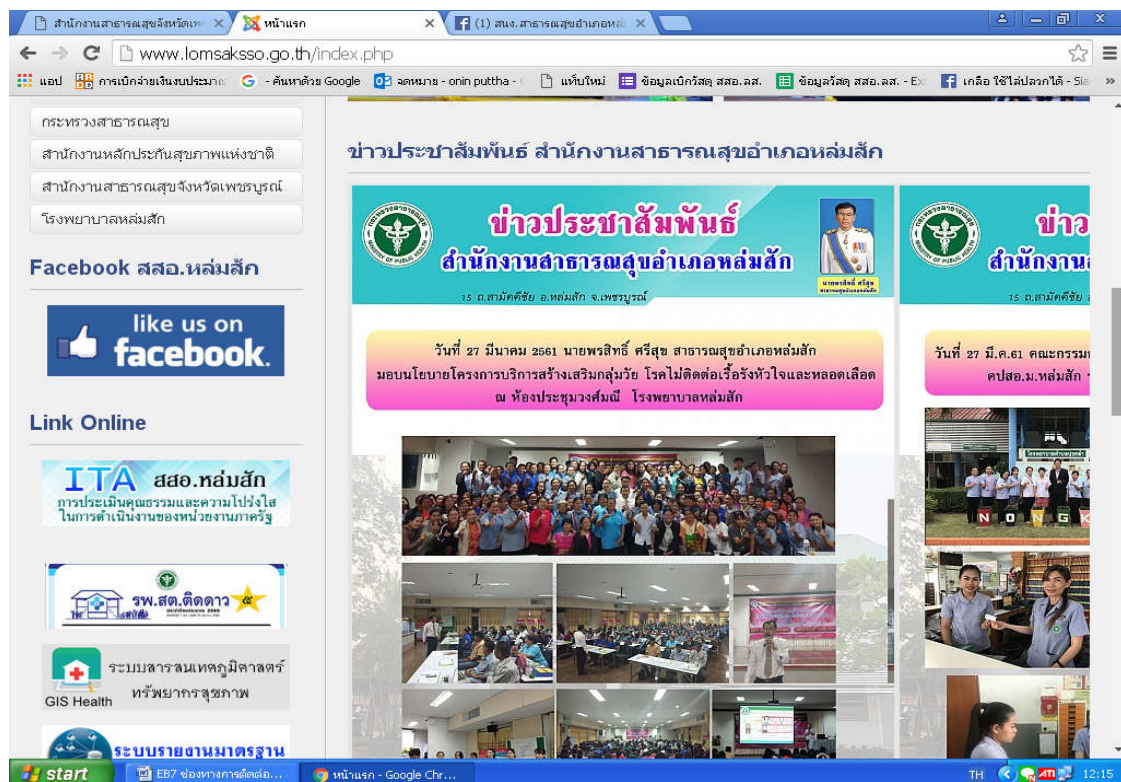 สำนักงานสาธารณสุขจังหวัดเพ
หน้าแรก
(1) สนง.สาธารณสุขอำเภอหล่
www.lomsaksso.go.th/index.php
แอป
การเบิกจ่ายเงินงบประมาณ
- ค้นหาด้วย Google
จดหมาย - onin puttha -
แท็บใหม่
ข้อมูลเบิกวัสดุ สสอ.ลส.
ข้อมูลวัสดุ สสอ.ลส. - Ex
เกลือ ใช้ไล่ปลวกได้ - Sia
กระทรวงสาธารณสุข
สำนักงานหลักประกันสุขภาพแห่งชาติ
สำนักงานสาธารณสุขจังหวัดเพชรบูรณ์
โรงพยาบาลหล่มสัก
Facebook สสอ.หล่มสัก
like us on
facebook.
Link Online
ITA สสอ.หล่มสัก
การประเมินคุณธรรมและความโปร่งใส
ในการดำเนินงานของหน่วยงานภาครัฐ
รพ.สต.ติดดาว
ระบบสารสนเทศภูมิศาสตร์
ทรัพยากรสุขภาพ
GIS Health
ระบบรายงานมาตรฐาน
ข่าวประชาสัมพันธ์ สำนักงานสาธารณสุขอำเภอหล่มสัก
ข่าวประชาสัมพันธ์
สำนักงานสาธารณสุขอำเภอหล่มสัก
15 ถ.สามัคคีชัย อ.หล่มสัก จ.เพชรบูรณ์
นายพรสิทธิ์ ศรีสุข
สาธารณสุขอำเภอหล่มสัก
วันที่ 27 มีนาคม 2561 นายพรสิทธิ์ ศรีสุข สาธารณสุขอำเภอหล่มสัก
มอบนโยบายโครงการบริการสร้างเสริมกลุ่มวัย โรคไม่ติดต่อเรื้อรังหัวใจและหลอดเลือด
ณ ห้องประชุมวงศ์มณี โรงพยาบาลหล่มสัก
ข่าว
สำนักงาน
15 ถ.สามัคคีชัย
วันที่ 27 มี.ค.61 คณะกรรม
คปสอ.ม.หล่มสัก
N O N G K
start
EB7 ช่องทางการติดต่อ...
หน้าแรก - Google Chr...
TH
ATI
12:15